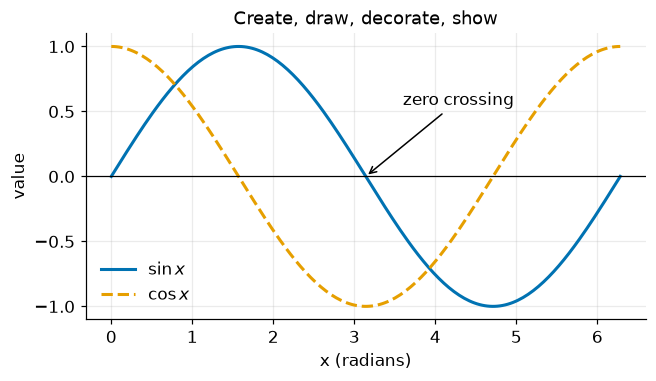 Create, draw, decorate, show
1.0
0.5
0.0
−0.5
−1.0
value
zero crossing
sin x
cos x
0 1 2 3 4 5 6
x (radians)